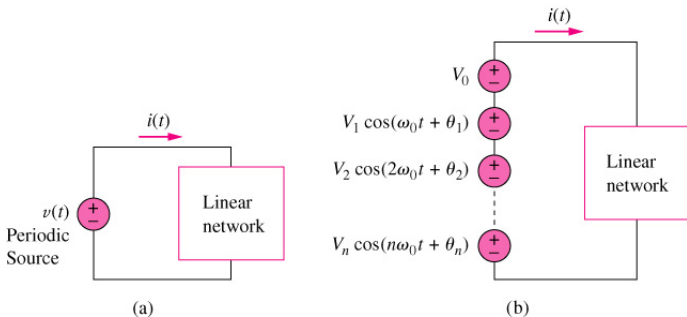 i(t)
v(t)
Periodic
Source
+
−
Linear
network
(a)
i(t)
V₀
+
−
V₁ cos(ω₀t + θ₁)
+
−
V₂ cos(2ω₀t + θ₂)
+
−
Vₙ cos(nω₀t + θₙ)
+
−
Linear
network
(b)